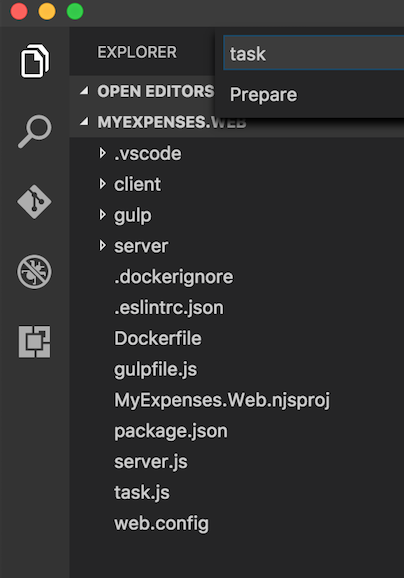 EXPLORER
task
OPEN EDITORS
Prepare
MYEXPENSES.WEB
.vscode
client
gulp
server
.dockerignore
.eslintrc.json
Dockerfile
gulpfile.js
MyExpenses.Web.njsproj
package.json
server.js
task.js
web.config